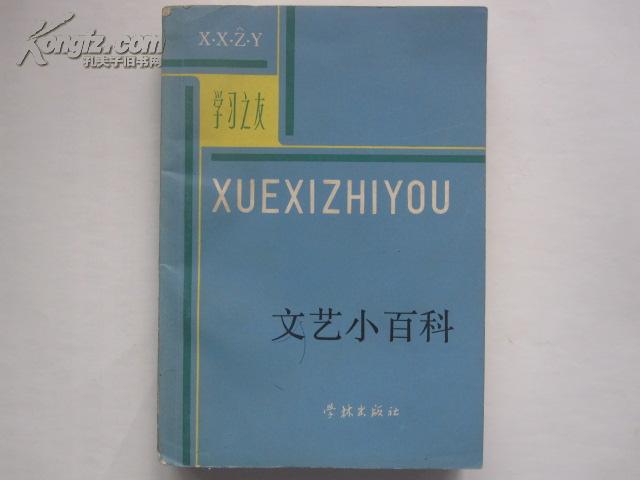 Kongfz.com
孔夫子旧书网
X·X·Ẑ·Y
学习之友
XUEXIZHIYOU
文艺小百科
学林出版社